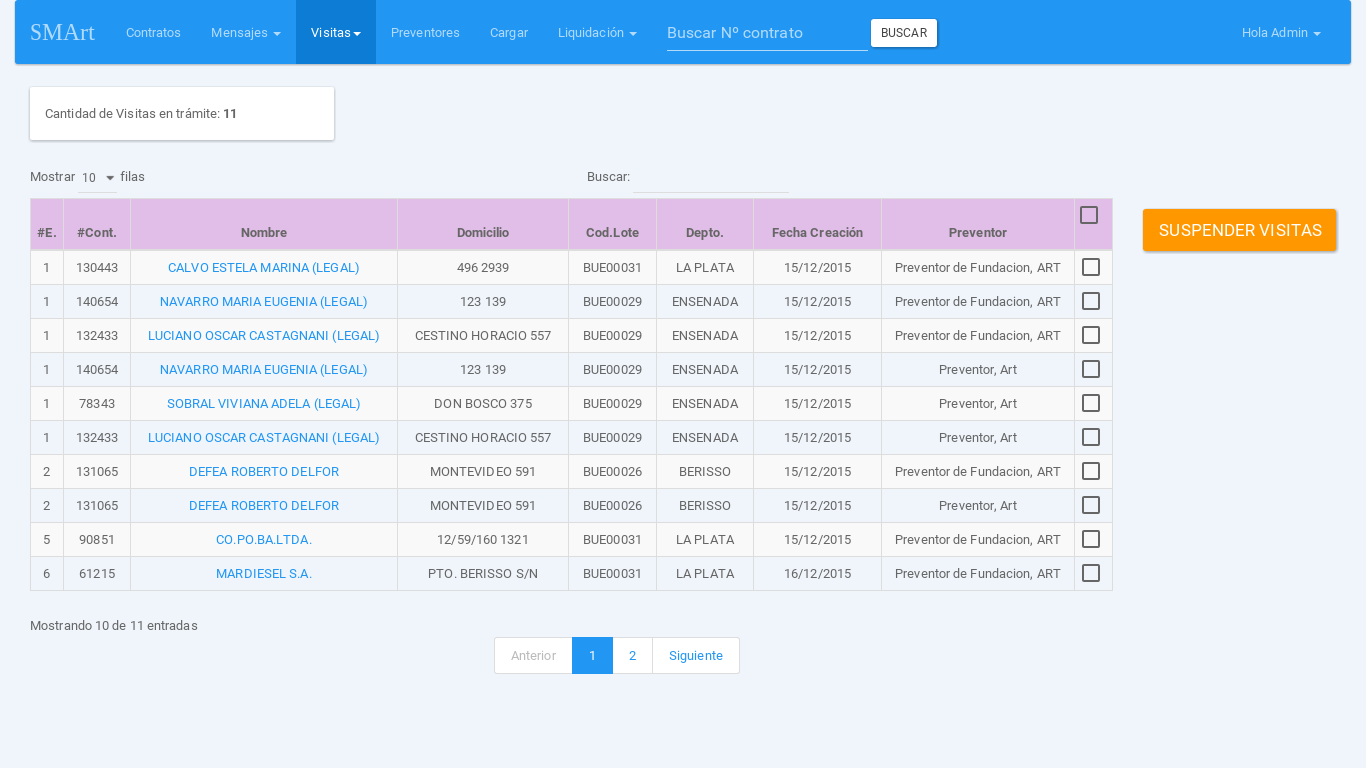 SMArt Contratos Mensajes Visitas Preventores Cargar Liquidación Buscar Nº contrato BUSCAR Hola Admin
Cantidad de Visitas en trámite: 11
Mostrar 10 filas Buscar:
#E. #Cont. Nombre Domicilio Cod.Lote Depto. Fecha Creación Preventor
SUSPENDER VISITAS
1 130443 CALVO ESTELA MARINA (LEGAL) 496 2939 BUE00031 LA PLATA 15/12/2015 Preventor de Fundacion, ART
1 140654 NAVARRO MARIA EUGENIA (LEGAL) 123 139 BUE00029 ENSENADA 15/12/2015 Preventor de Fundacion, ART
1 132433 LUCIANO OSCAR CASTAGNANI (LEGAL) CESTINO HORACIO 557 BUE00029 ENSENADA 15/12/2015 Preventor de Fundacion, ART
1 140654 NAVARRO MARIA EUGENIA (LEGAL) 123 139 BUE00029 ENSENADA 15/12/2015 Preventor, Art
1 78343 SOBRAL VIVIANA ADELA (LEGAL) DON BOSCO 375 BUE00029 ENSENADA 15/12/2015 Preventor, Art
1 132433 LUCIANO OSCAR CASTAGNANI (LEGAL) CESTINO HORACIO 557 BUE00029 ENSENADA 15/12/2015 Preventor, Art
2 131065 DEFEA ROBERTO DELFOR MONTEVIDEO 591 BUE00026 BERISSO 15/12/2015 Preventor de Fundacion, ART
2 131065 DEFEA ROBERTO DELFOR MONTEVIDEO 591 BUE00026 BERISSO 15/12/2015 Preventor, Art
5 90851 CO.PO.BA.LTDA. 12/59/160 1321 BUE00031 LA PLATA 15/12/2015 Preventor de Fundacion, ART
6 61215 MARDIESEL S.A. PTO. BERISSO S/N BUE00031 LA PLATA 16/12/2015 Preventor de Fundacion, ART
Mostrando 10 de 11 entradas
Anterior 1 2 Siguiente